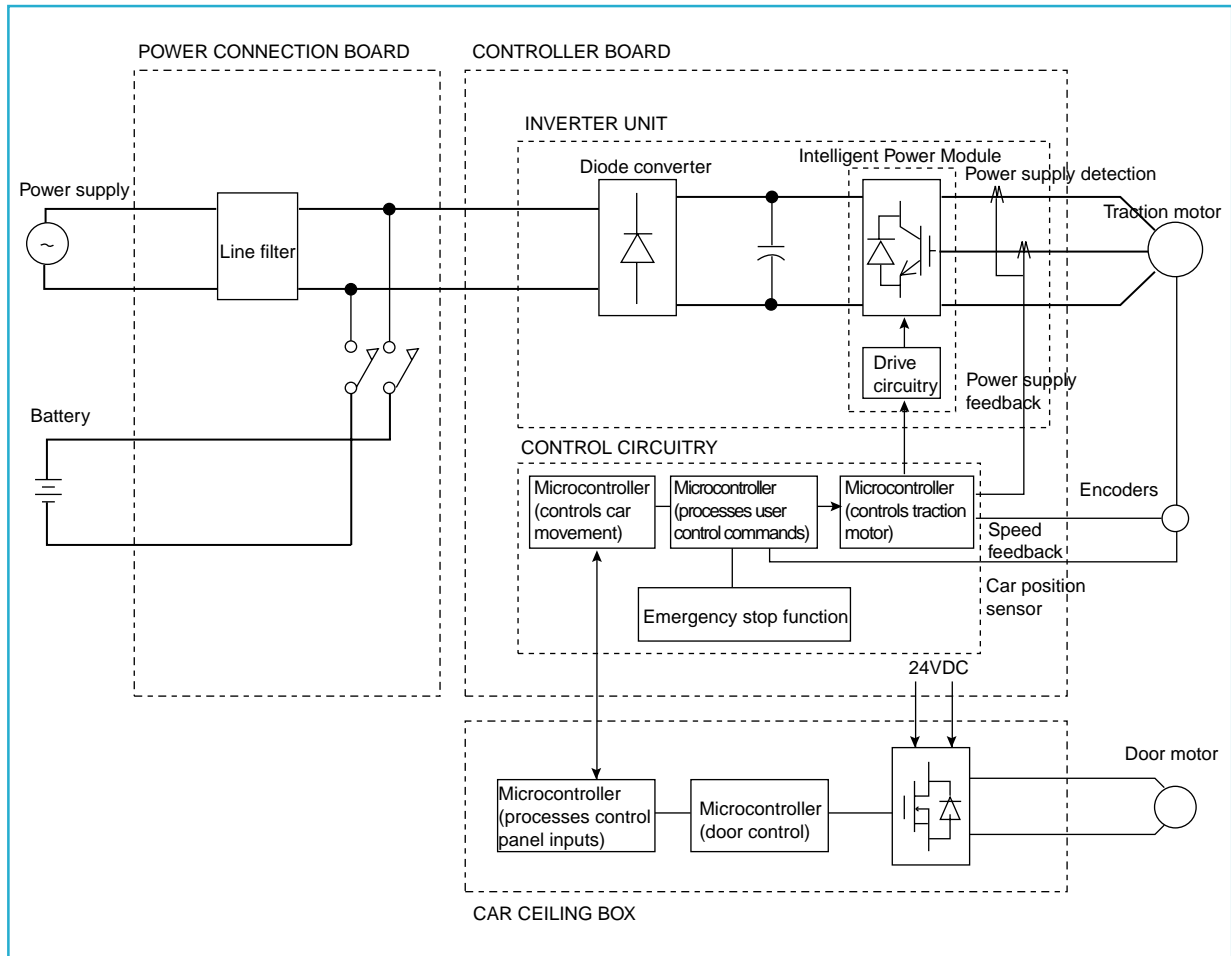 POWER CONNECTION BOARD
CONTROLLER BOARD
INVERTER UNIT
Intelligent Power Module
Diode converter
Power supply detection
Power supply
Traction motor
~
Line filter
Drive
circuitry
Power supply
feedback
Battery
CONTROL CIRCUITRY
Microcontroller
(controls car
movement)
Microcontroller
(processes user
control commands)
Microcontroller
(controls traction
motor)
Encoders
Speed
feedback
Car position
sensor
Emergency stop function
24VDC
Door motor
Microcontroller
(processes control
panel inputs)
Microcontroller
(door control)
CAR CEILING BOX